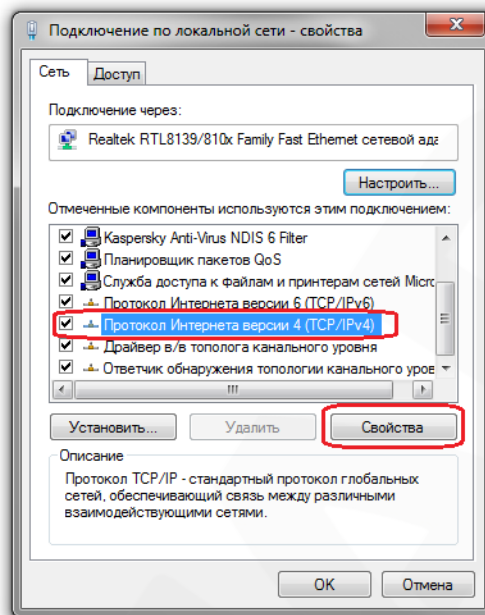 Подключение по локальной сети - свойства
Сеть
Доступ
Подключение через:
Realtek RTL8139/810x Family Fast Ethernet сетевой ада
Настроить...
Отмеченные компоненты используются этим подключением:
Kaspersky Anti-Virus NDIS 6 Filter
Планировщик пакетов QoS
Служба доступа к файлам и принтерам сетей Micro
Протокол Интернета версии 6 (TCP/IPv6)
Протокол Интернета версии 4 (TCP/IPv4)
Драйвер в/в тополога канального уровня
Ответчик обнаружения топологии канального уров
Установить...
Удалить
Свойства
Описание
Протокол TCP/IP - стандартный протокол глобальных
сетей, обеспечивающий связь между различными
взаимодействующими сетями.
OK
Отмена